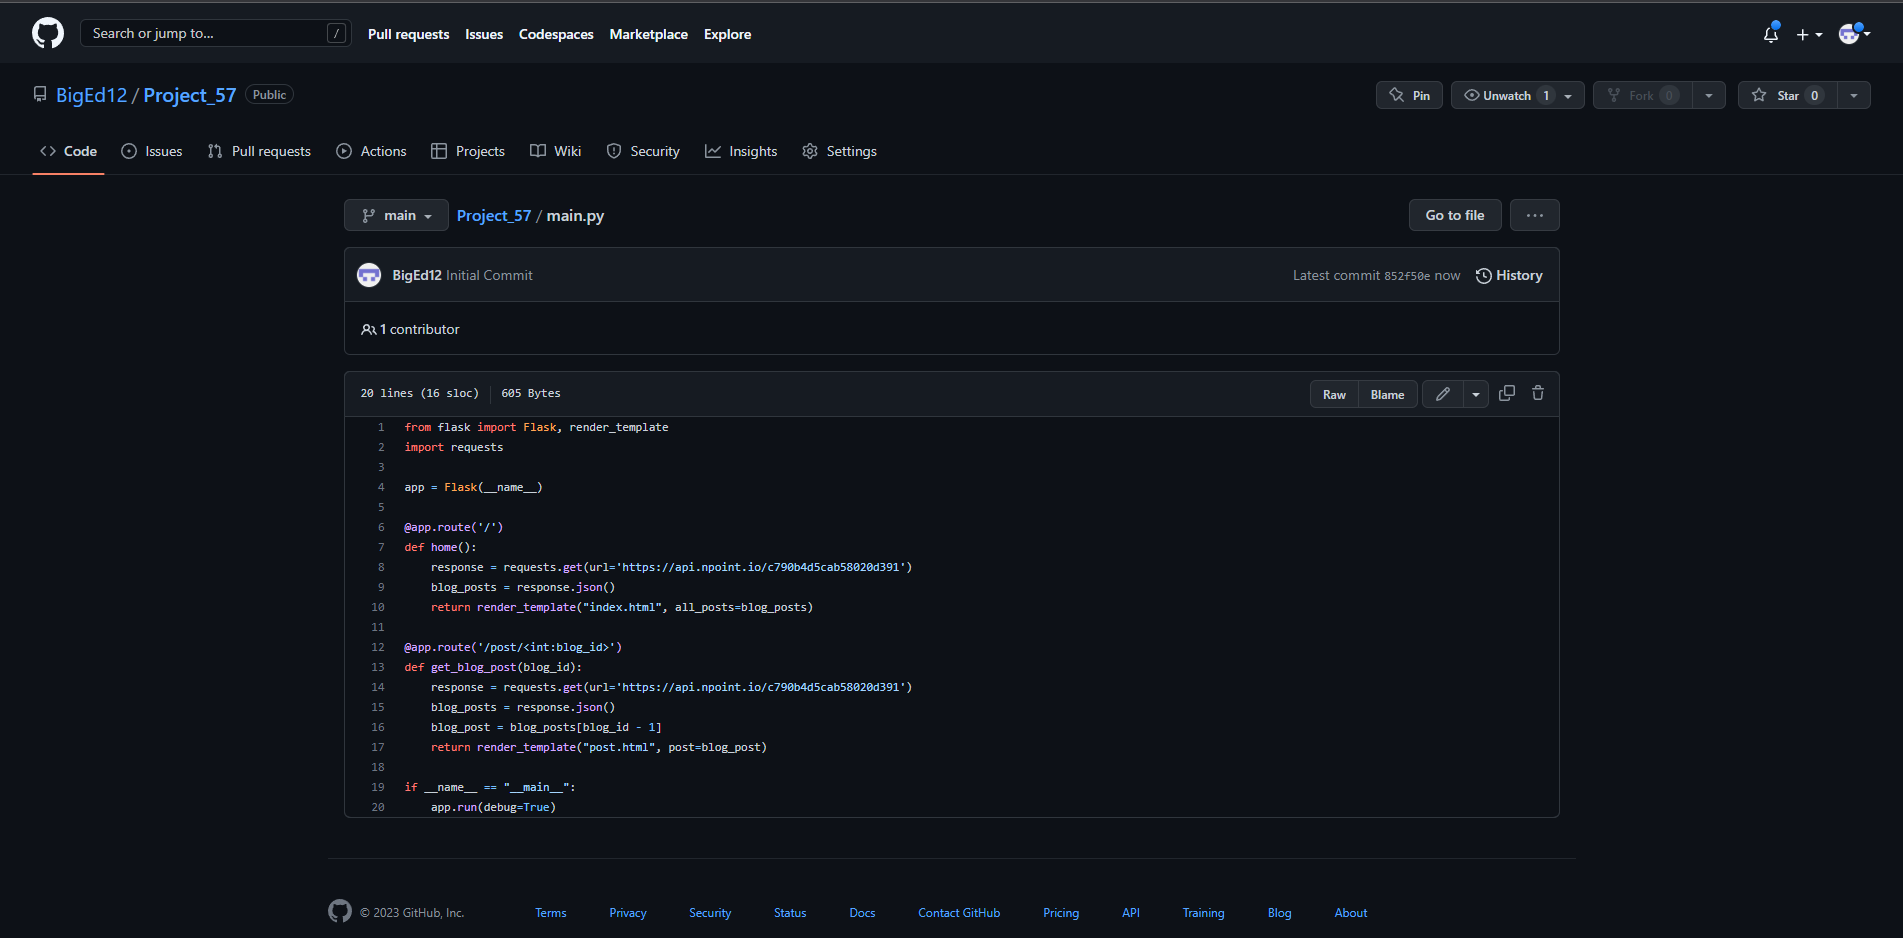 Search or jump to... /
Pull requests Issues Codespaces Marketplace Explore
BigEd12 / Project_57 Public
Pin Unwatch 1 Fork 0 Star 0
Code Issues Pull requests Actions Projects Wiki Security Insights Settings
main Project_57 / main.py Go to file ...
BigEd12 Initial Commit Latest commit 852f50e now History
1 contributor
20 lines (16 sloc) 605 Bytes Raw Blame
1 from flask import Flask, render_template
2 import requests
3
4 app = Flask(__name__)
5
6 @app.route('/')
7 def home():
8     response = requests.get(url='https://api.npoint.io/c790b4d5cab58020d391')
9     blog_posts = response.json()
10     return render_template("index.html", all_posts=blog_posts)
11
12 @app.route('/post/<int:blog_id>')
13 def get_blog_post(blog_id):
14     response = requests.get(url='https://api.npoint.io/c790b4d5cab58020d391')
15     blog_posts = response.json()
16     blog_post = blog_posts[blog_id - 1]
17     return render_template("post.html", post=blog_post)
18
19 if __name__ == "__main__":
20     app.run(debug=True)
© 2023 GitHub, Inc. Terms Privacy Security Status Docs Contact GitHub Pricing API Training Blog About